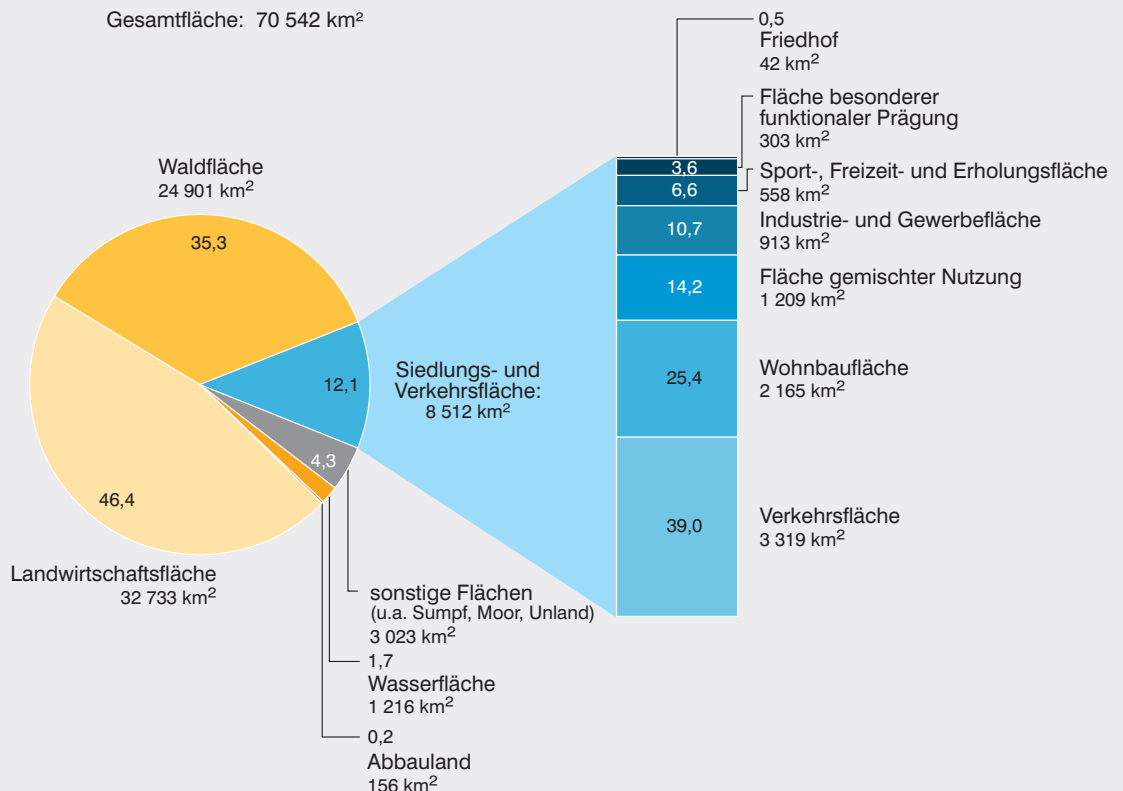 Gesamtfläche: 70 542 km²
Waldfläche
24 901 km²
35,3
12,1
4,3
46,4
Landwirtschaftsfläche
32 733 km²
Siedlungs- und
Verkehrsfläche:
8 512 km²
sonstige Flächen
(u.a. Sumpf, Moor, Unland)
3 023 km²
1,7
Wasserfläche
1 216 km²
0,2
Abbauland
156 km²
0,5
Friedhof
42 km²
Fläche besonderer
funktionaler Prägung
303 km²
3,6
Sport-, Freizeit- und Erholungsfläche
558 km²
6,6
Industrie- und Gewerbefläche
913 km²
10,7
Fläche gemischter Nutzung
1 209 km²
14,2
Wohnbaufläche
2 165 km²
25,4
Verkehrsfläche
3 319 km²
39,0